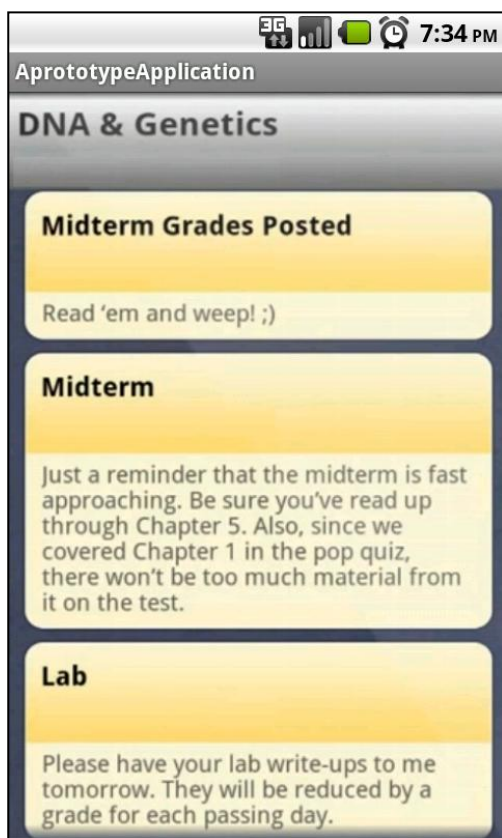 3G
7:34 PM
AprototypeApplication
DNA & Genetics
Midterm Grades Posted
Read ‘em and weep! ;)
Midterm
Just a reminder that the midterm is fast
approaching. Be sure you’ve read up
through Chapter 5. Also, since we
covered Chapter 1 in the pop quiz,
there won’t be too much material from
it on the test.
Lab
Please have your lab write-ups to me
tomorrow. They will be reduced by a
grade for each passing day.